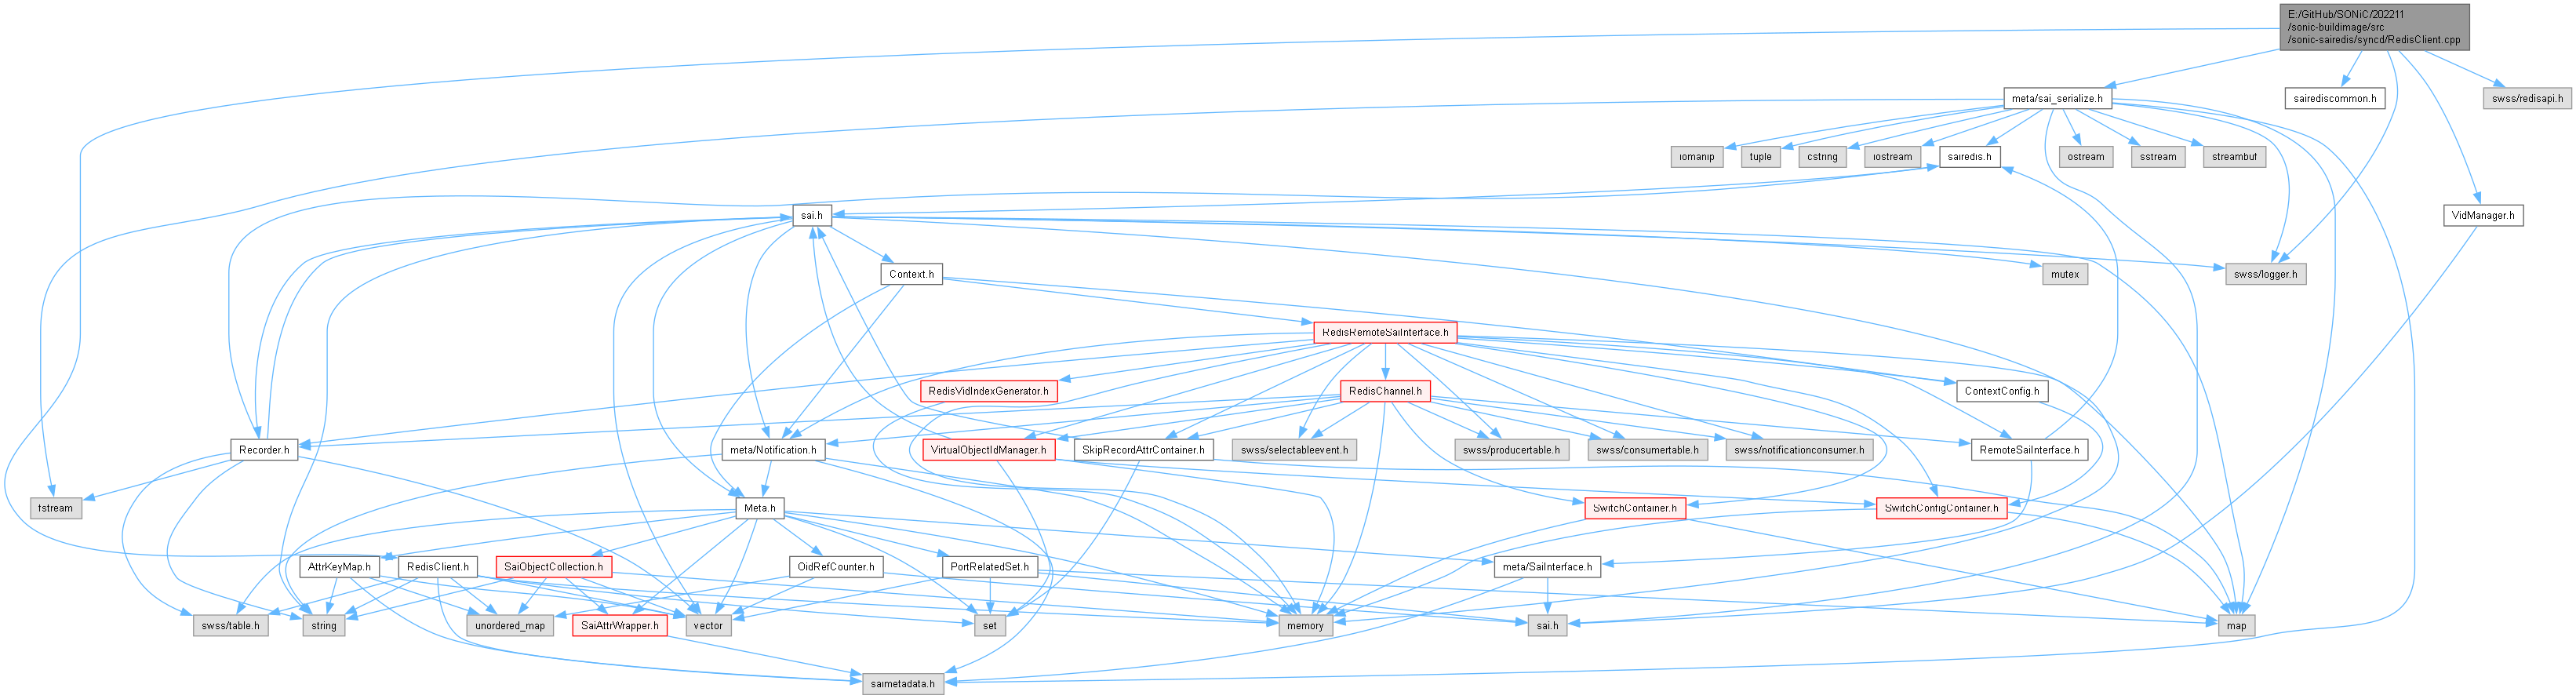 E:/GitHub/SONiC/202211
/sonic-buildimage/src
/sonic-sairedis/syncd/RedisClient.cpp
meta/sai_serialize.h
sairediscommon.h
swss/redisapi.h
iomanip
tuple
cstring
iostream
sairedis.h
ostream
sstream
streambuf
sai.h
VidManager.h
Context.h
mutex
swss/logger.h
RedisRemoteSaiInterface.h
RedisVidIndexGenerator.h
RedisChannel.h
ContextConfig.h
Recorder.h
meta/Notification.h
VirtualObjectIdManager.h
SkipRecordAttrContainer.h
swss/selectableevent.h
swss/producertable.h
swss/consumertable.h
swss/notificationconsumer.h
RemoteSaiInterface.h
fstream
Meta.h
SwitchContainer.h
SwitchConfigContainer.h
AttrKeyMap.h
RedisClient.h
SaiObjectCollection.h
OidRefCounter.h
PortRelatedSet.h
meta/SaiInterface.h
swss/table.h
string
unordered_map
SaiAttrWrapper.h
vector
set
memory
sai.h
map
saimetadata.h